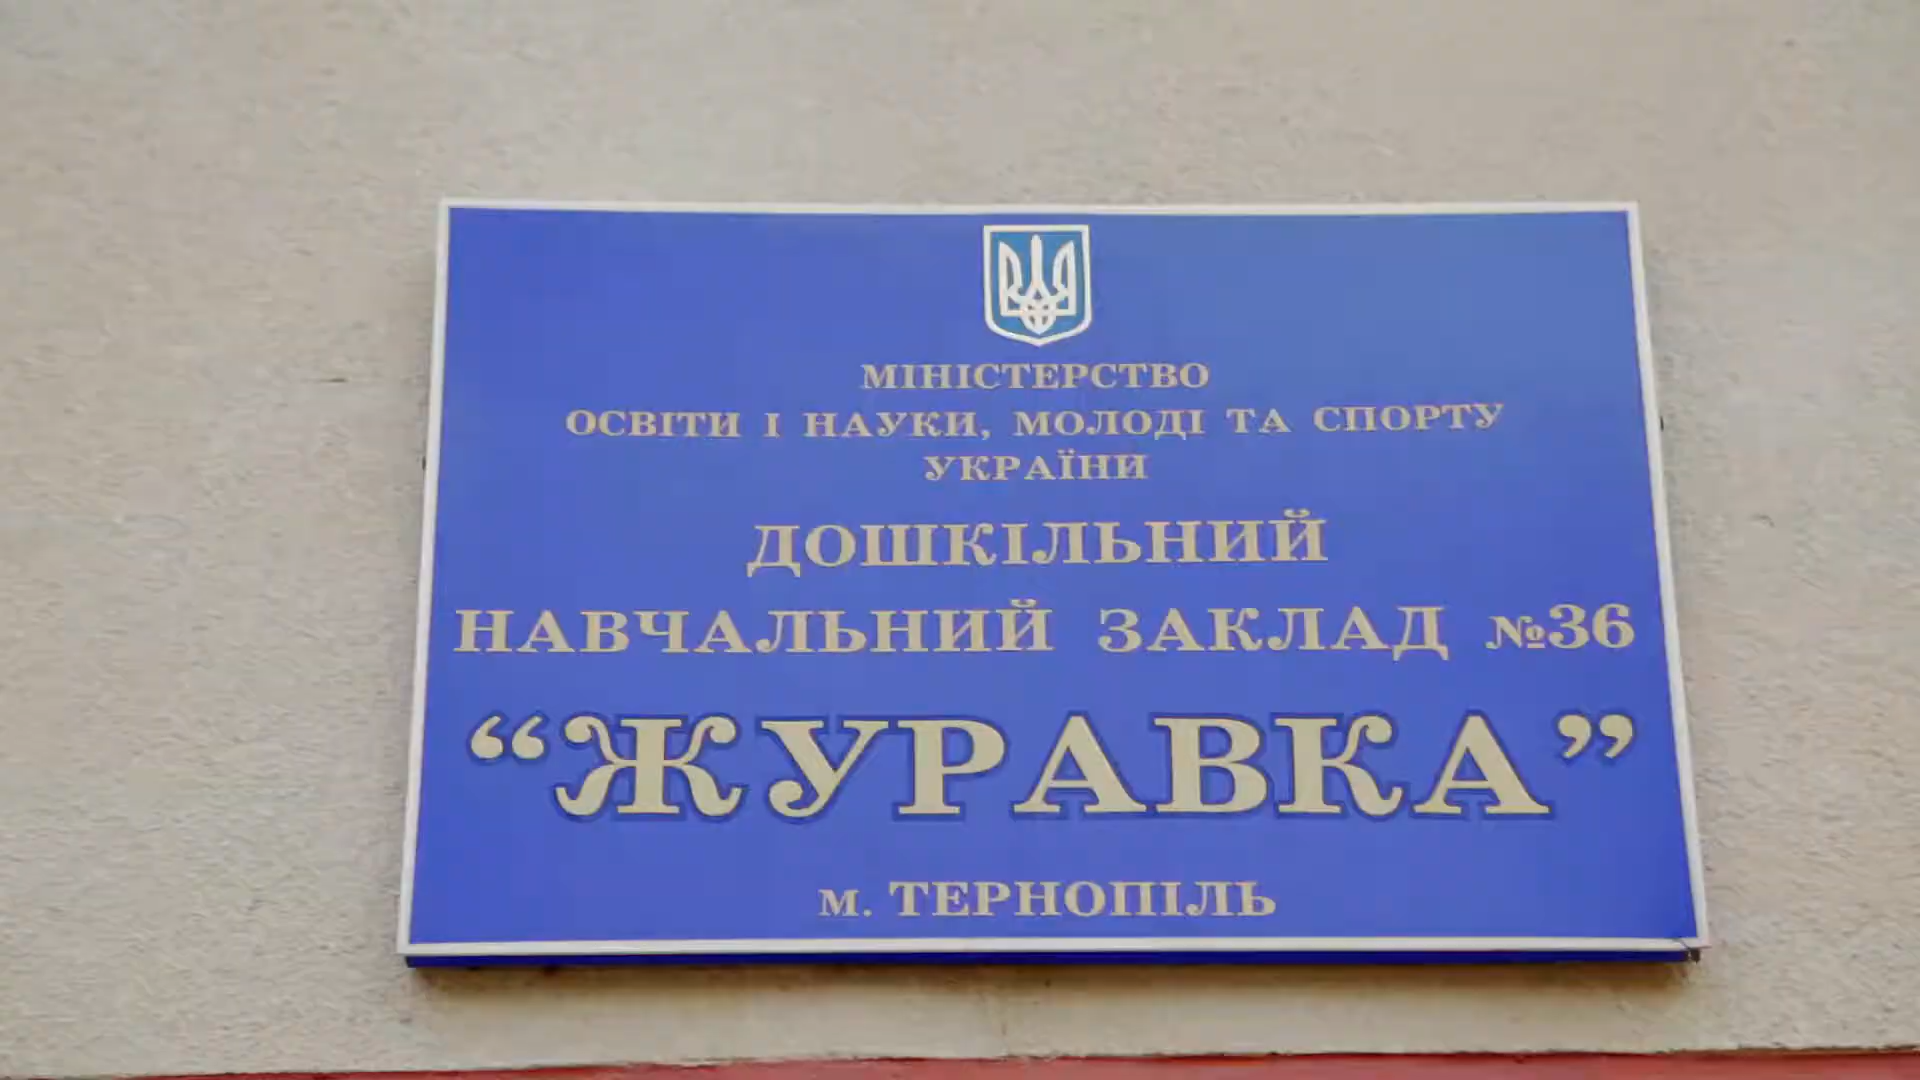 МІНІСТЕРСТВО
ОСВІТИ І НАУКИ, МОЛОДІ ТА СПОРТУ
УКРАЇНИ
ДОШКІЛЬНИЙ
НАВЧАЛЬНИЙ ЗАКЛАД №36
“ЖУРАВКА”
м. ТЕРНОПІЛЬ